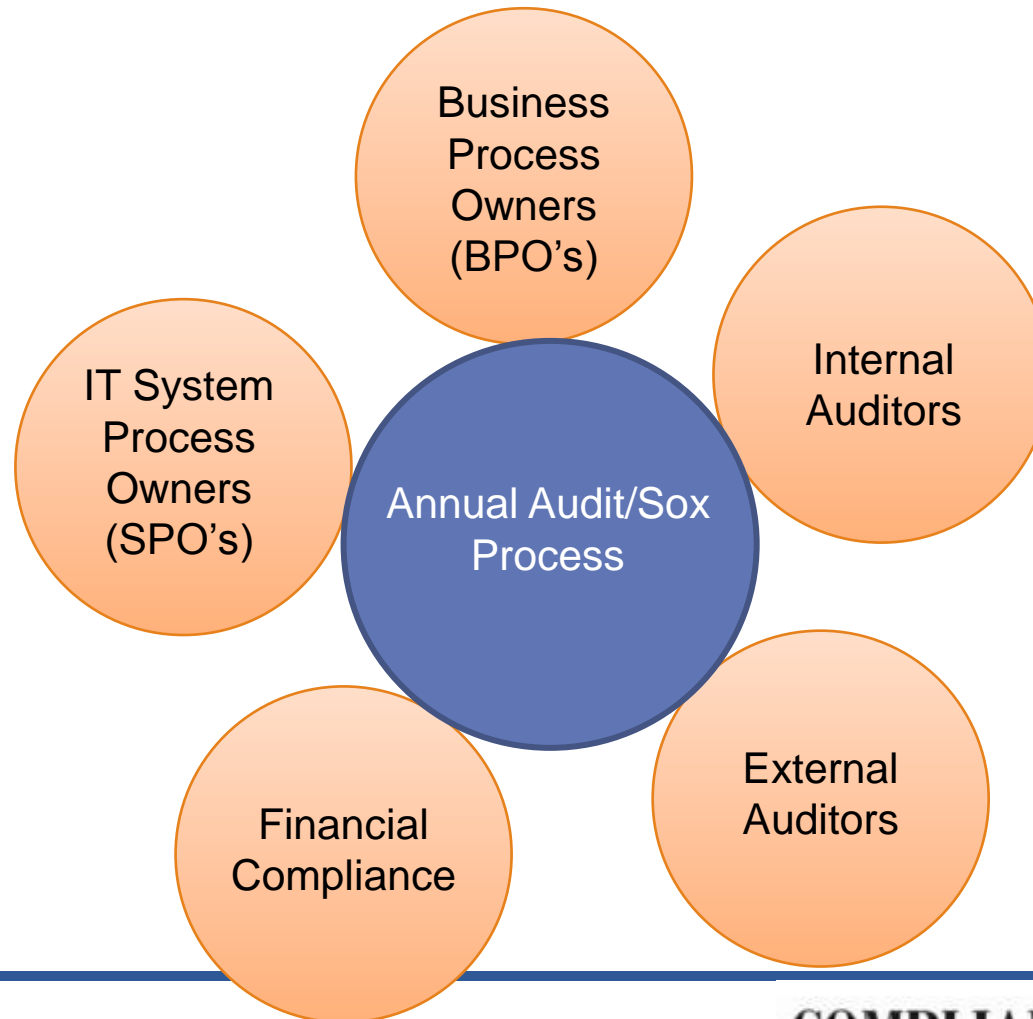 Business
Process
Owners
(BPO’s)
Internal
Auditors
IT System
Process
Owners
(SPO’s)
Annual Audit/Sox
Process
External
Auditors
Financial
Compliance